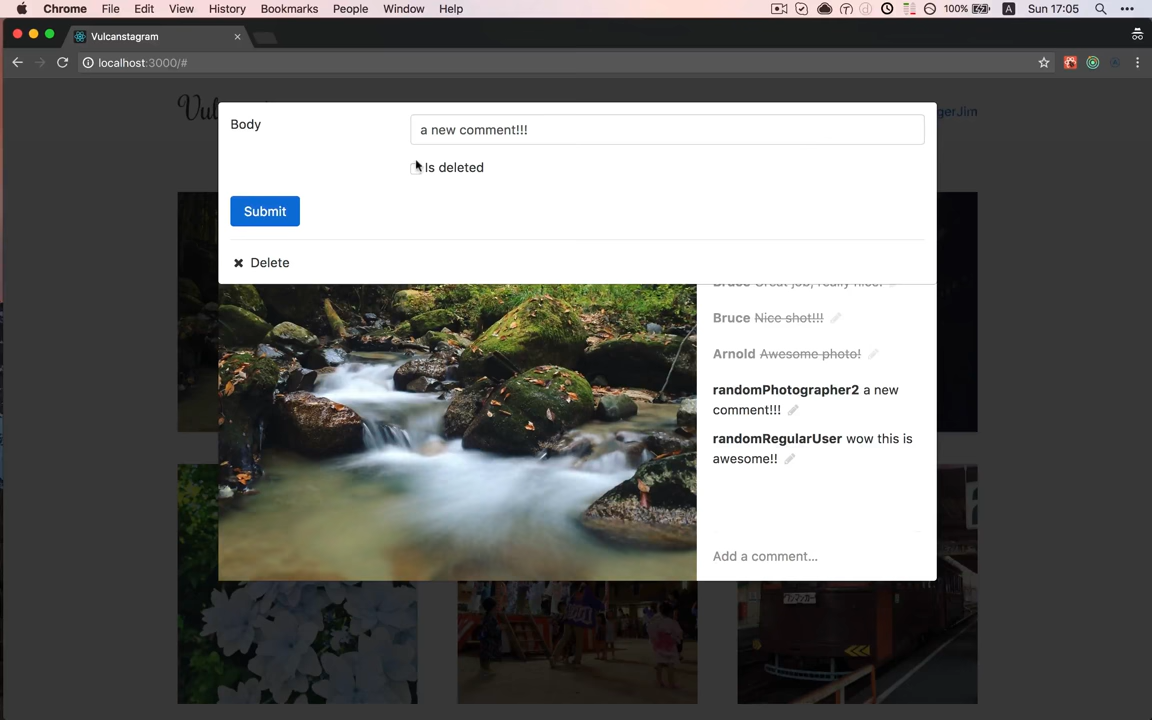 Chrome File Edit View History Bookmarks People Window Help 100% A Sun 17:05
Vulcanstagram
localhost:3000/#
Body
a new comment!!!
Is deleted
Submit
Delete
Nice shot!!!
Bruce Nice shot!!!
Arnold Awesome photo!
randomPhotographer2 a new
comment!!!
randomRegularUser wow this is
awesome!!
Add a comment...